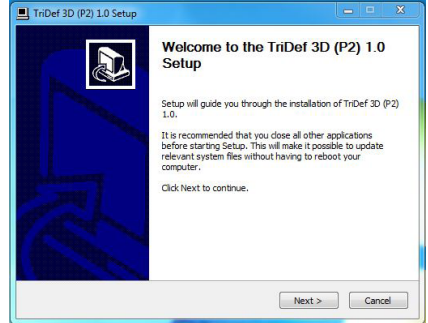 TriDef 3D (P2) 1.0 Setup
Welcome to the TriDef 3D (P2) 1.0
Setup
Setup will guide you through the installation of TriDef 3D (P2)
1.0.
It is recommended that you close all other applications
before starting Setup. This will make it possible to update
relevant system files without having to reboot your
computer.
Click Next to continue.
Next >
Cancel